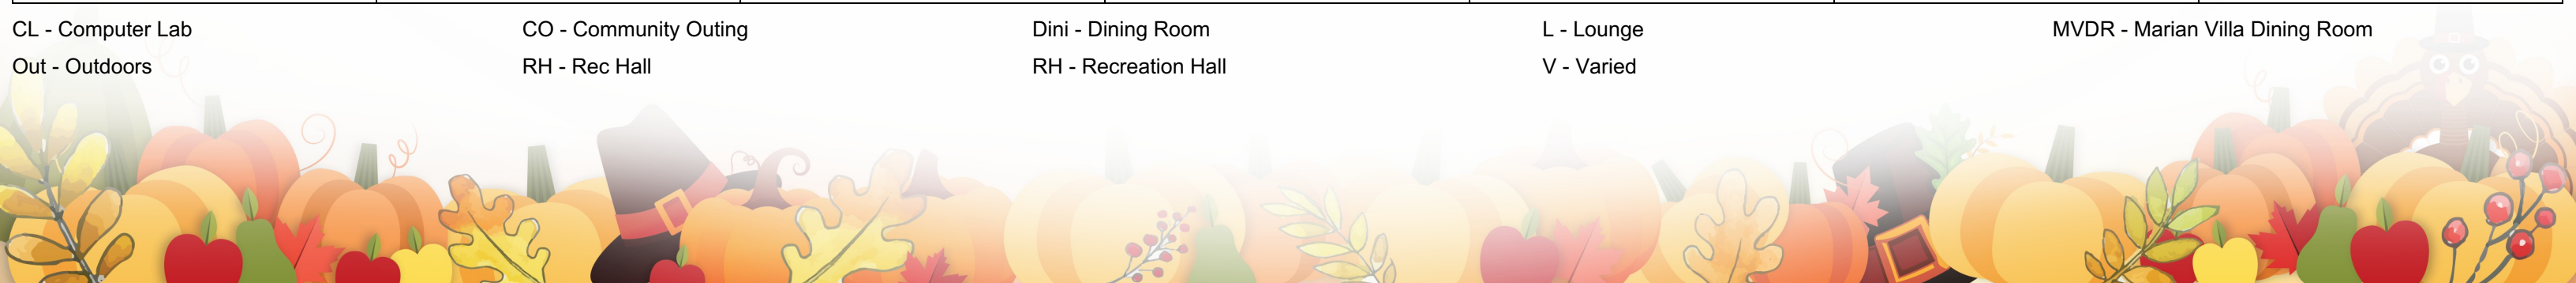 CL - Computer Lab CO - Community Outing Dini - Dining Room L - Lounge MVDR - Marian Villa Dining Room
Out - Outdoors RH - Rec Hall RH - Recreation Hall V - Varied